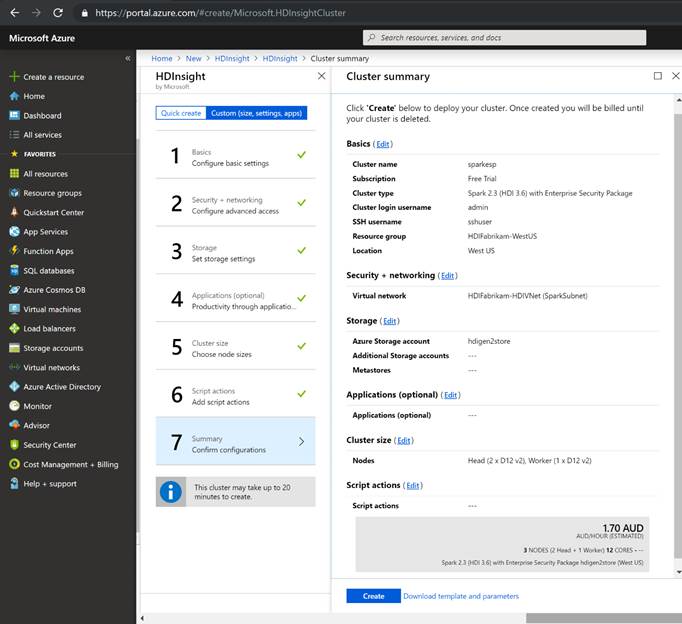 https://portal.azure.com/#create/Microsoft.HDInsightCluster
Microsoft Azure
Search resources, services, and docs
«
Create a resource
Home
Dashboard
All services
FAVORITES
All resources
Resource groups
Quickstart Center
App Services
Function Apps
SQL databases
Azure Cosmos DB
Virtual machines
Load balancers
Storage accounts
Virtual networks
Azure Active Directory
Monitor
Advisor
Security Center
Cost Management + Billing
Help + support
Home > New > HDInsight > HDInsight > Cluster summary
HDInsight
by Microsoft
Quick create Custom (size, settings, apps)
1 Basics
Configure basic settings
2 Security + networking
Configure advanced access
3 Storage
Set storage settings
4 Applications (optional)
Productivity through applicatio...
5 Cluster size
Choose node sizes
6 Script actions
Add script actions
7 Summary
Confirm configurations
This cluster may take up to 20
minutes to create.
Cluster summary
Click 'Create' below to deploy your cluster. Once created you will be billed until
your cluster is deleted.
Basics (Edit)
Cluster name sparkesp
Subscription Free Trial
Cluster type Spark 2.3 (HDI 3.6) with Enterprise Security Package
Cluster login username admin
SSH username sshuser
Resource group HDIFabrikam-WestUS
Location West US
Security + networking (Edit)
Virtual network HDIFabrikam-HDIVNet (SparkSubnet)
Storage (Edit)
Azure Storage account hdigen2store
Additional Storage accounts ---
Metastores ---
Applications (optional) (Edit)
Applications (optional) ---
Cluster size (Edit)
Nodes Head (2 x D12 v2), Worker (1 x D12 v2)
Script actions (Edit)
Script actions ---
1.70 AUD
AUD/HOUR (ESTIMATED)
3 NODES (2 Head + 1 Worker) 12 CORES - --
Spark 2.3 (HDI 3.6) with Enterprise Security Package hdigen2store (West US)
Create Download template and parameters